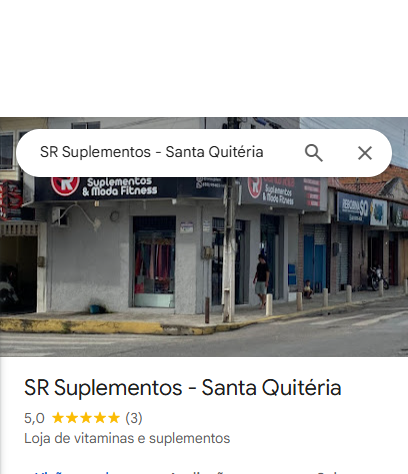 SR Suplementos - Santa Quitéria
Suplementos
& Moda Fitness
Suplementos
& Moda Fitness
SR Suplementos - Santa Quitéria
5,0 (3)
Loja de vitaminas e suplementos